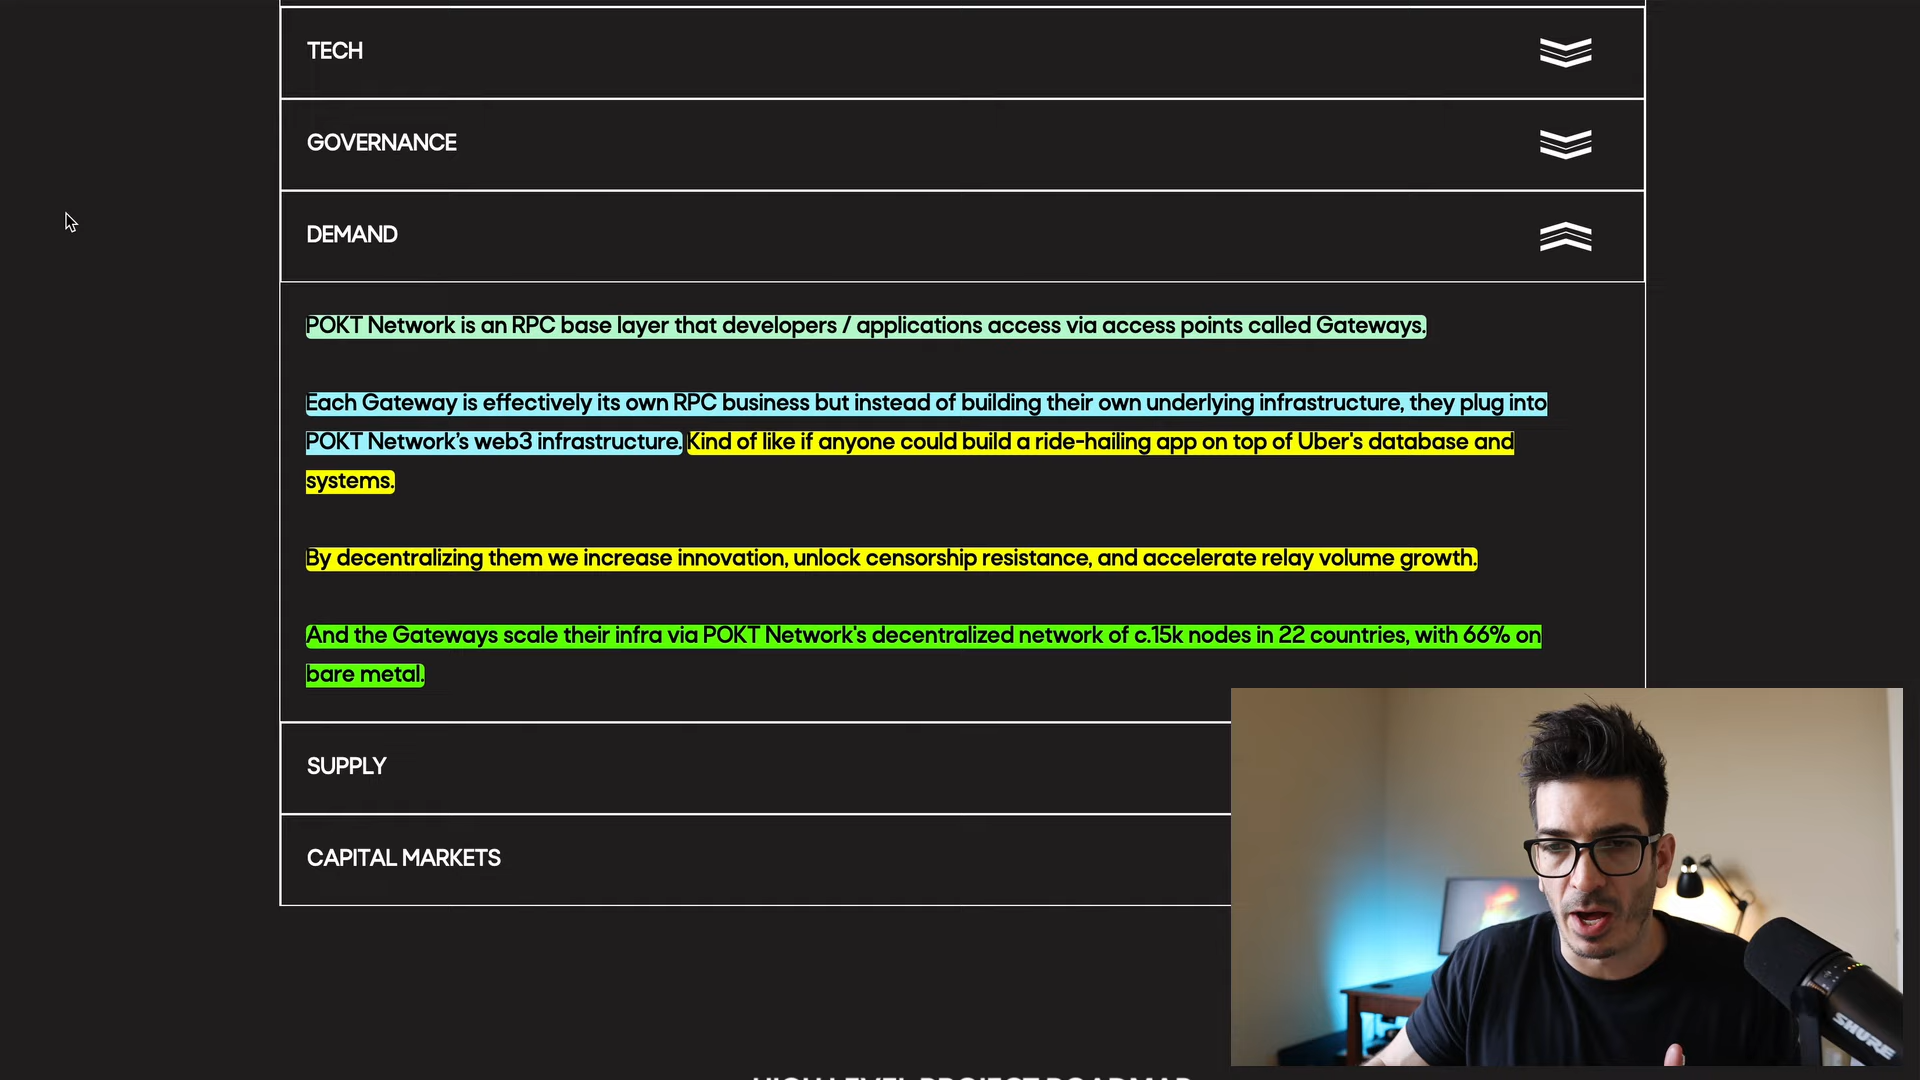 TECH
GOVERNANCE
DEMAND
POKT Network is an RPC base layer that developers / applications access via access points called Gateways.
Each Gateway is effectively its own RPC business but instead of building their own underlying infrastructure, they plug into
POKT Network's web3 infrastructure. Kind of like if anyone could build a ride-hailing app on top of Uber's database and
systems.
By decentralizing them we increase innovation, unlock censorship resistance, and accelerate relay volume growth.
And the Gateways scale their infra via POKT Network's decentralized network of c.15k nodes in 22 countries, with 66% on
bare metal.
SUPPLY
CAPITAL MARKETS
SHURE
HIGH LEVEL PROJECT ROADMAP